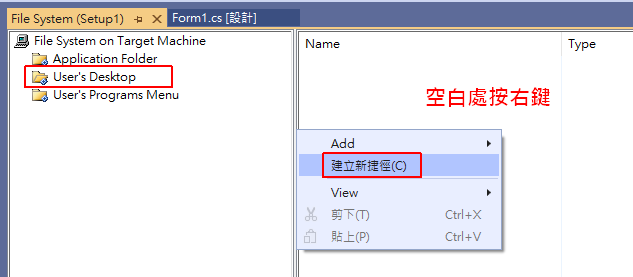 File System (Setup1)
Form1.cs [設計]
File System on Target Machine
Application Folder
User's Desktop
User's Programs Menu
Name
Type
空白處按右鍵
Add
建立新捷徑(C)
View
剪下(T) Ctrl+X
貼上(P) Ctrl+V